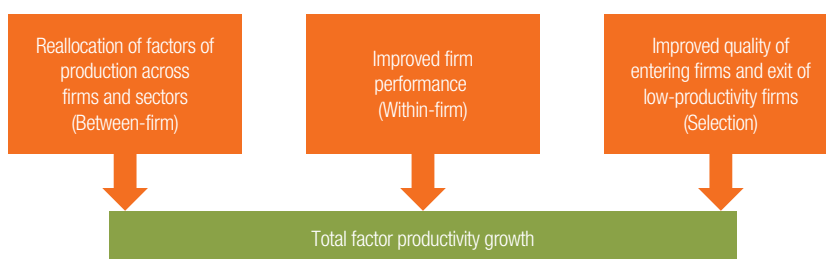 Reallocation of factors of
production across
firms and sectors
(Between-firm)
Improved firm
performance
(Within-firm)
Improved quality of
entering firms and exit of
low-productivity firms
(Selection)
Total factor productivity growth